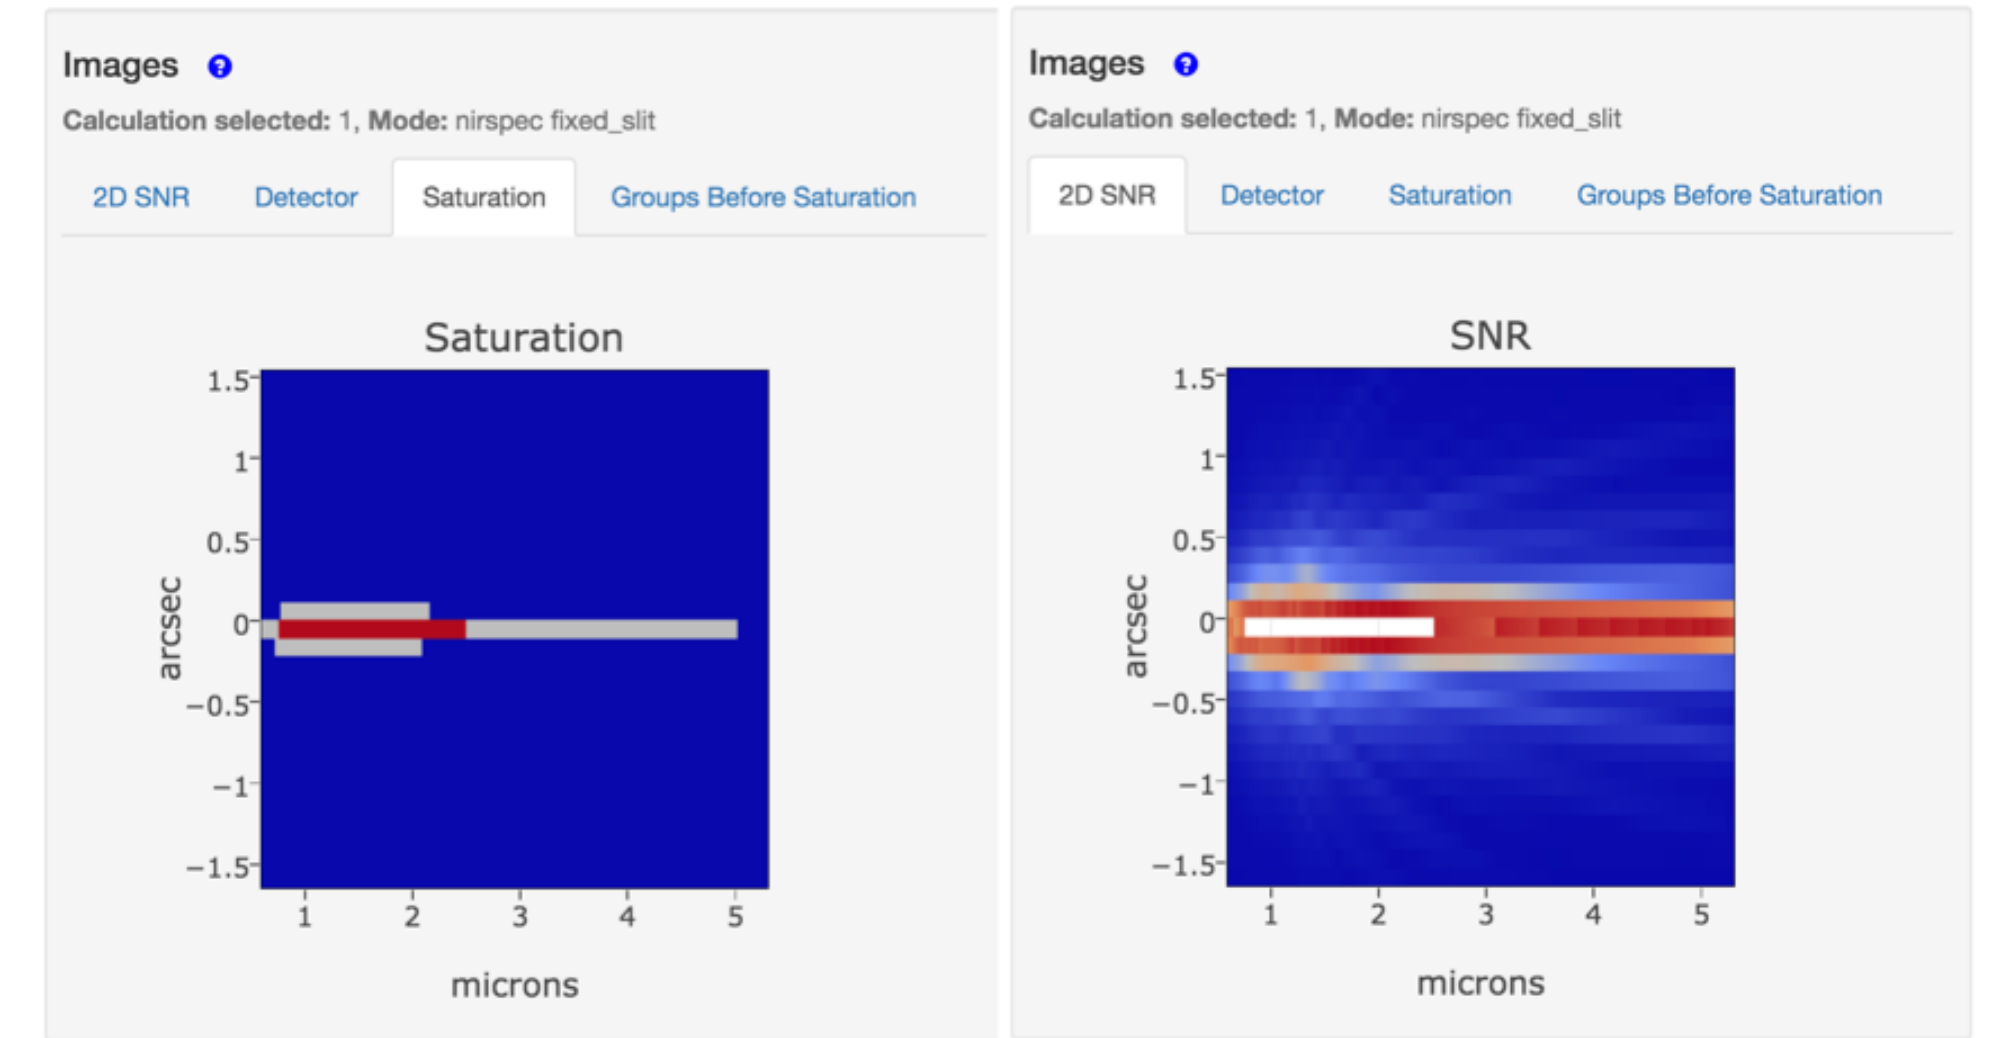 Images ?
Calculation selected: 1, Mode: nirspec fixed_slit
2D SNR Detector Saturation Groups Before Saturation
Saturation
1.5
1
0.5
0
−0.5
−1
−1.5
arcsec
1 2 3 4 5
microns
Images ?
Calculation selected: 1, Mode: nirspec fixed_slit
2D SNR Detector Saturation Groups Before Saturation
SNR
1.5
1
0.5
0
−0.5
−1
−1.5
arcsec
1 2 3 4 5
microns